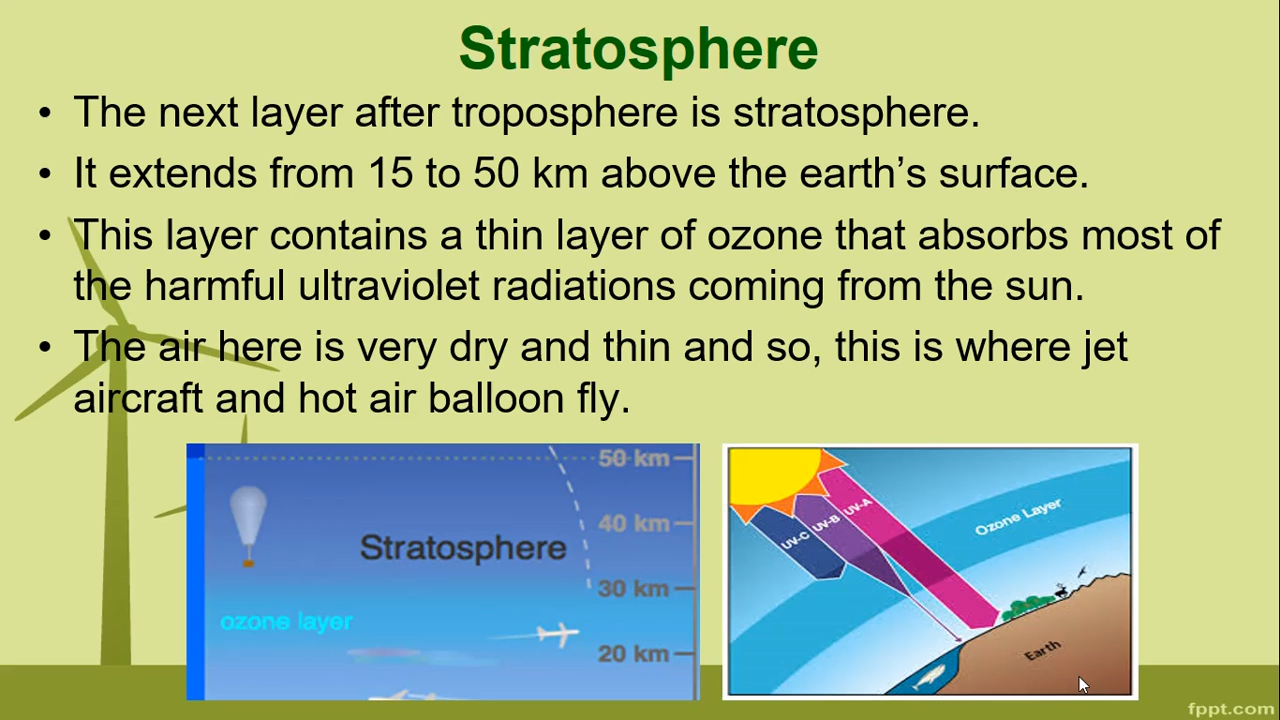 Stratosphere
• The next layer after troposphere is stratosphere.
• It extends from 15 to 50 km above the earth’s surface.
• This layer contains a thin layer of ozone that absorbs most of
the harmful ultraviolet radiations coming from the sun.
• The air here is very dry and thin and so, this is where jet
aircraft and hot air balloon fly.
50 km
40 km
Stratosphere
30 km
ozone layer
20 km
UV-C
UV-B
UV-A
Ozone Layer
Earth
fppt.com